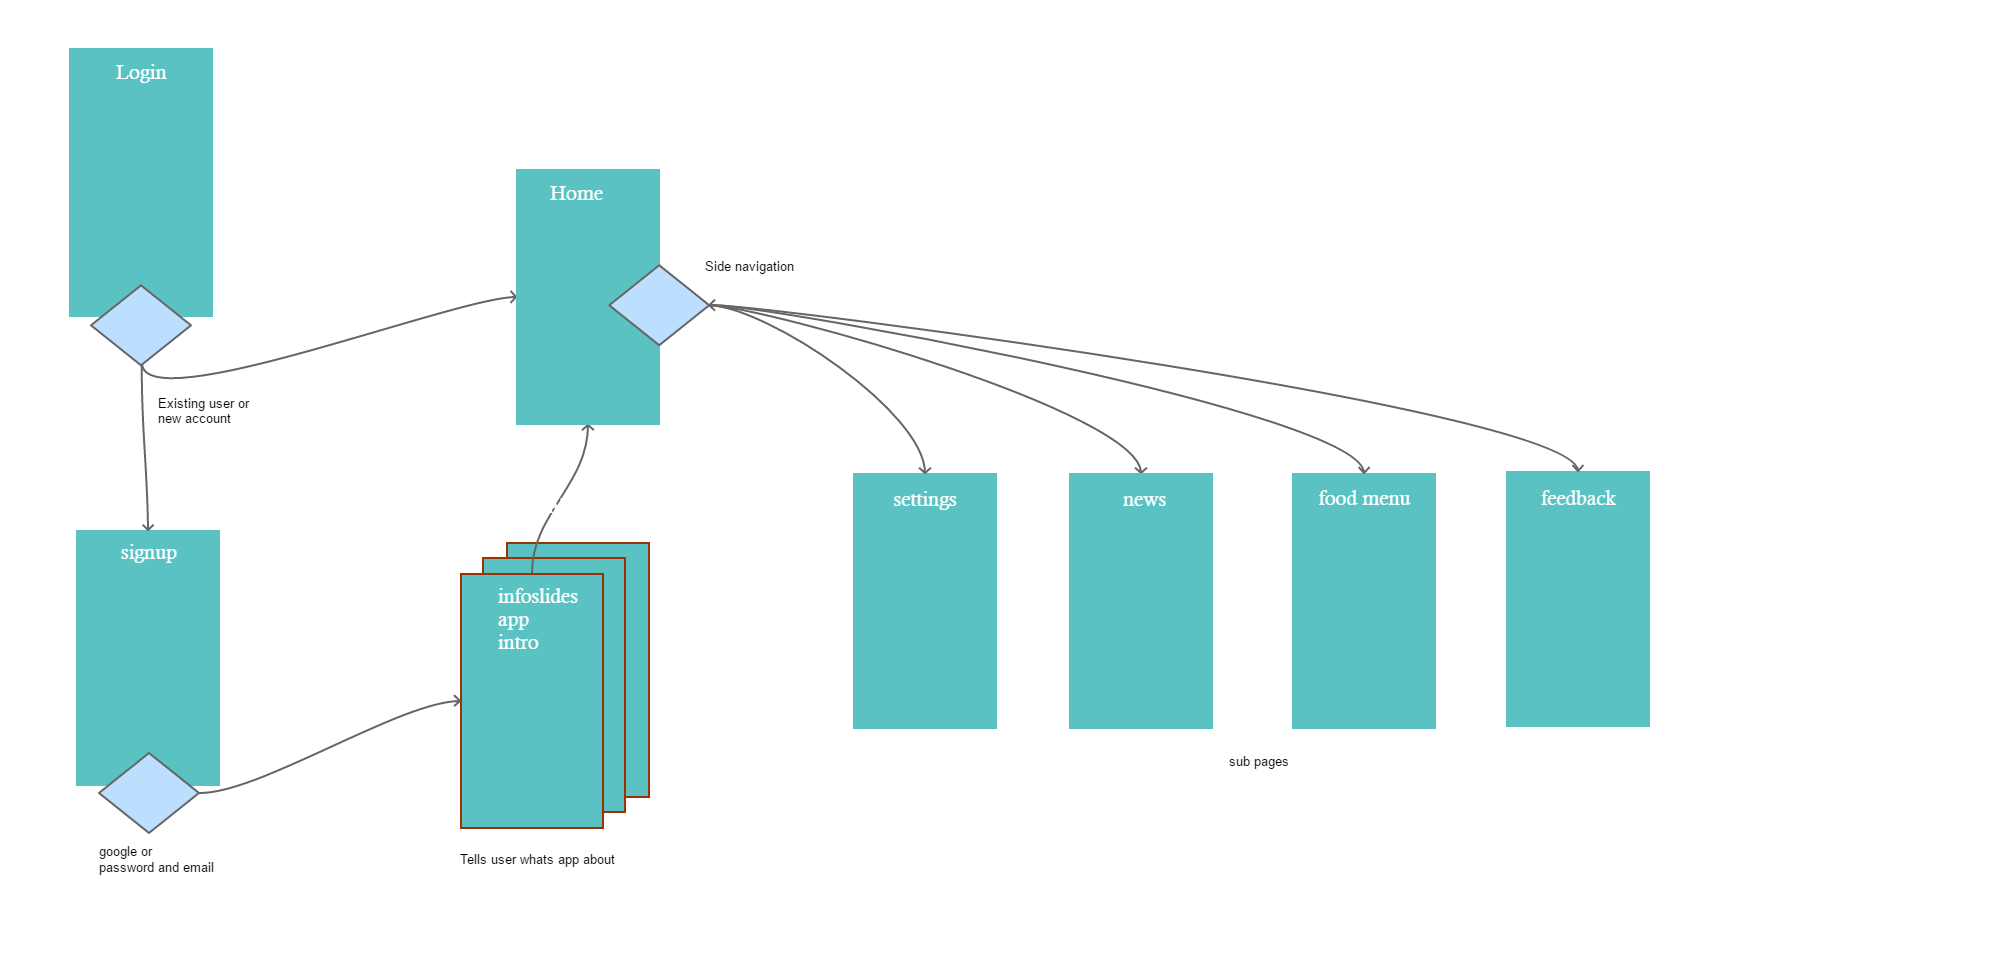 Login
Home
Side navigation
Existing user or
new account
settings
news
food menu
feedback
signup
infoslides
app
intro
sub pages
google or
password and email
Tells user whats app about